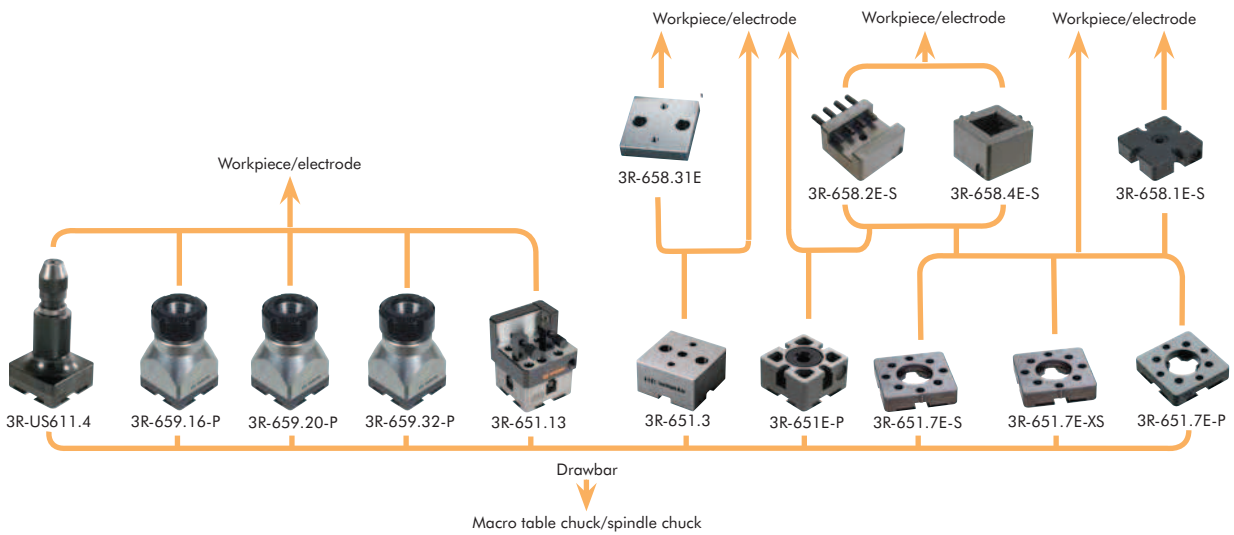 Workpiece/electrode
Workpiece/electrode
Workpiece/electrode
3R-658.31E
3R-658.2E-S
3R-658.4E-S
3R-658.1E-S
Workpiece/electrode
3R-US611.4
3R-659.16-P
3R-659.20-P
3R-659.32-P
3R-651.13
3R-651.3
3R-651E-P
3R-651.7E-S
3R-651.7E-XS
3R-651.7E-P
Drawbar
Macro table chuck/spindle chuck